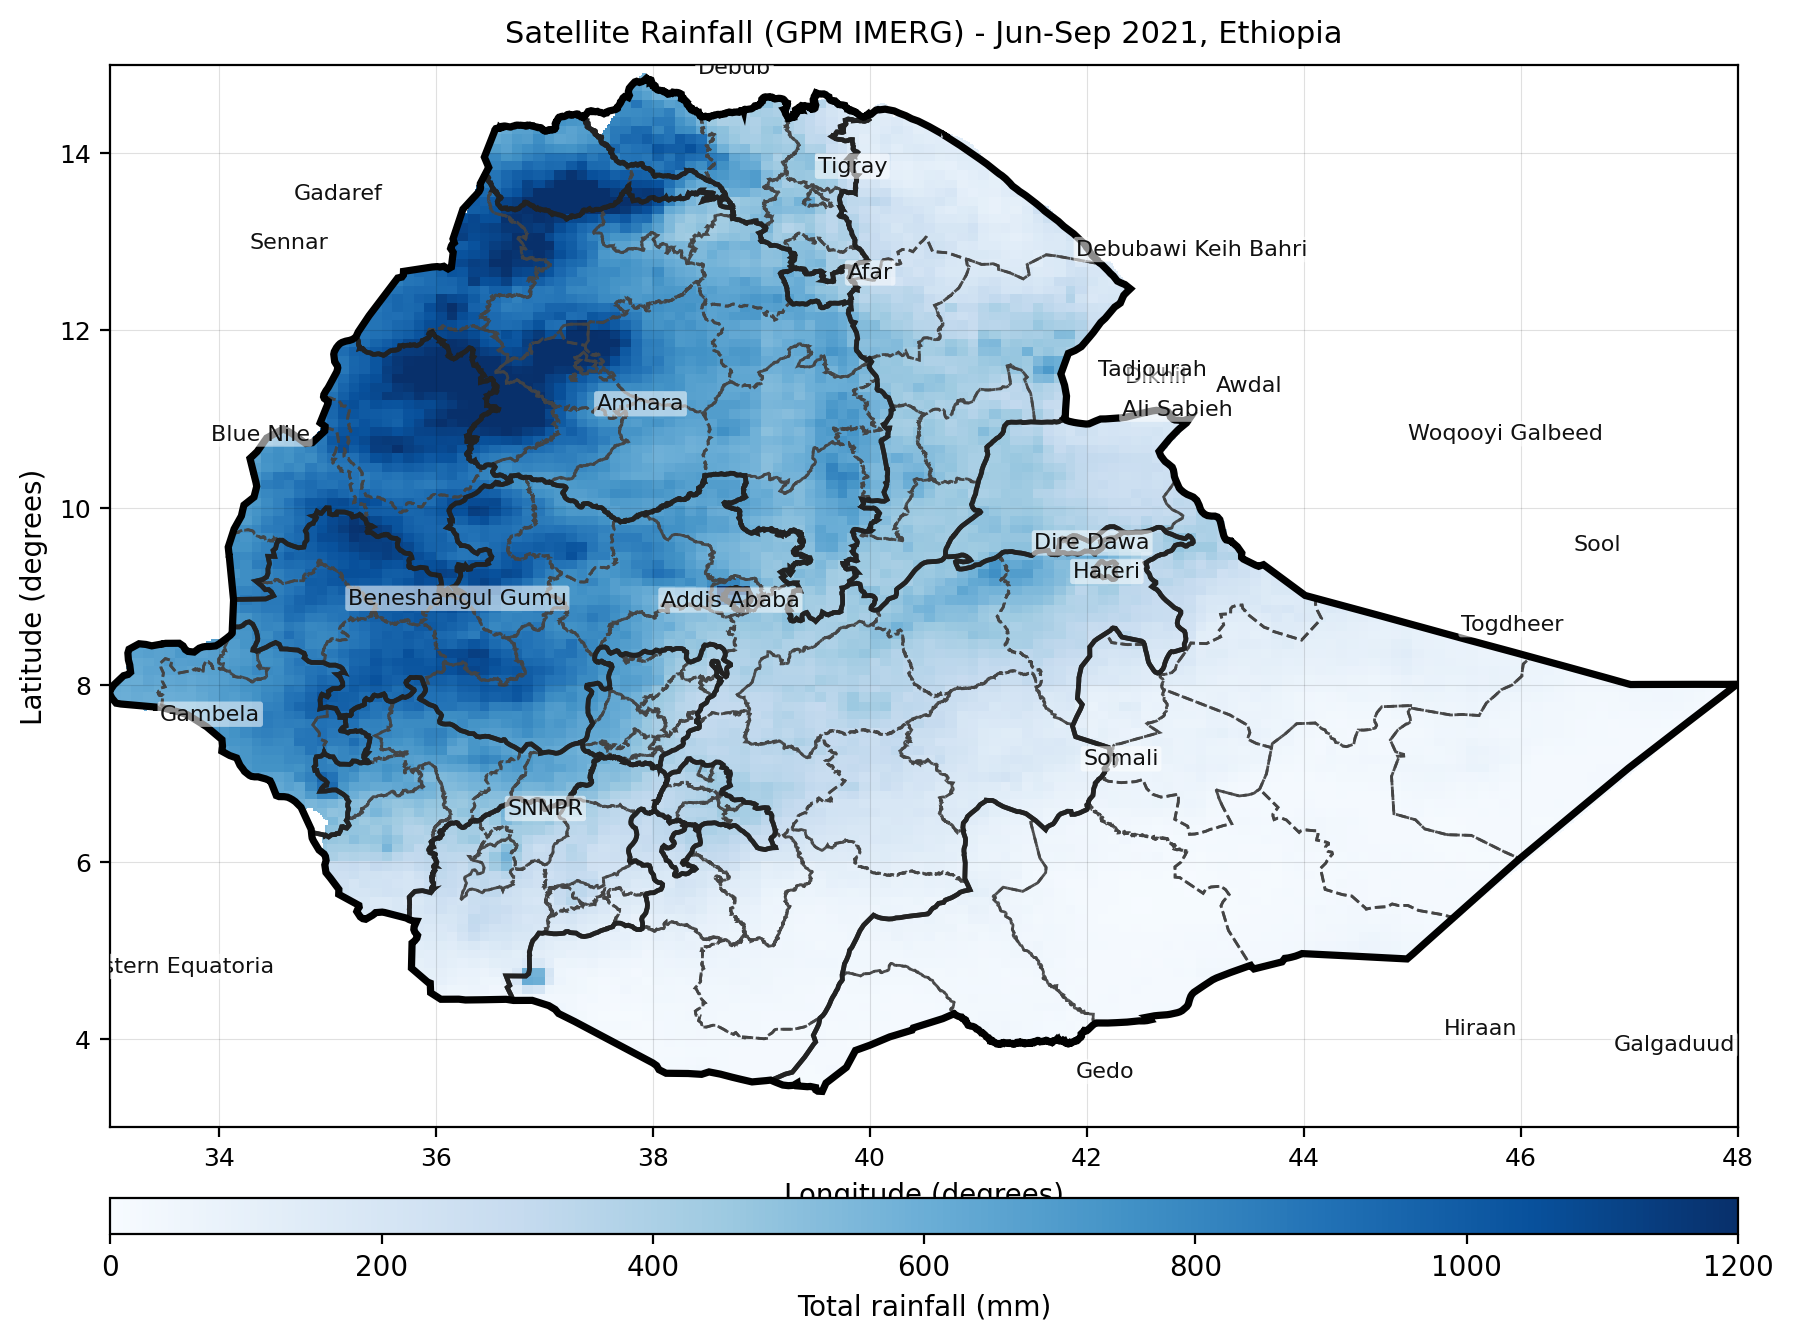 Satellite Rainfall (GPM IMERG) - Jun-Sep 2021, Ethiopia
Debub
14
Tigray
Gadaref
Sennar
Debubawi Keih Bahri
Afar
12
Tadjourah
Dikhil
Awdal
Amhara
Ali Sabieh
Blue Nile
Woqooyi Galbeed
10
Dire Dawa
Sool
Hareri
Beneshangul Gumu
Addis Ababa
Togdheer
8
Gambela
Somali
SNNPR
6
stern Equatoria
4
Hiraan
Galgaduud
Gedo
Latitude (degrees)
34 36 38 40 42 44 46 48
Longitude (degrees)
0 200 400 600 800 1000 1200
Total rainfall (mm)